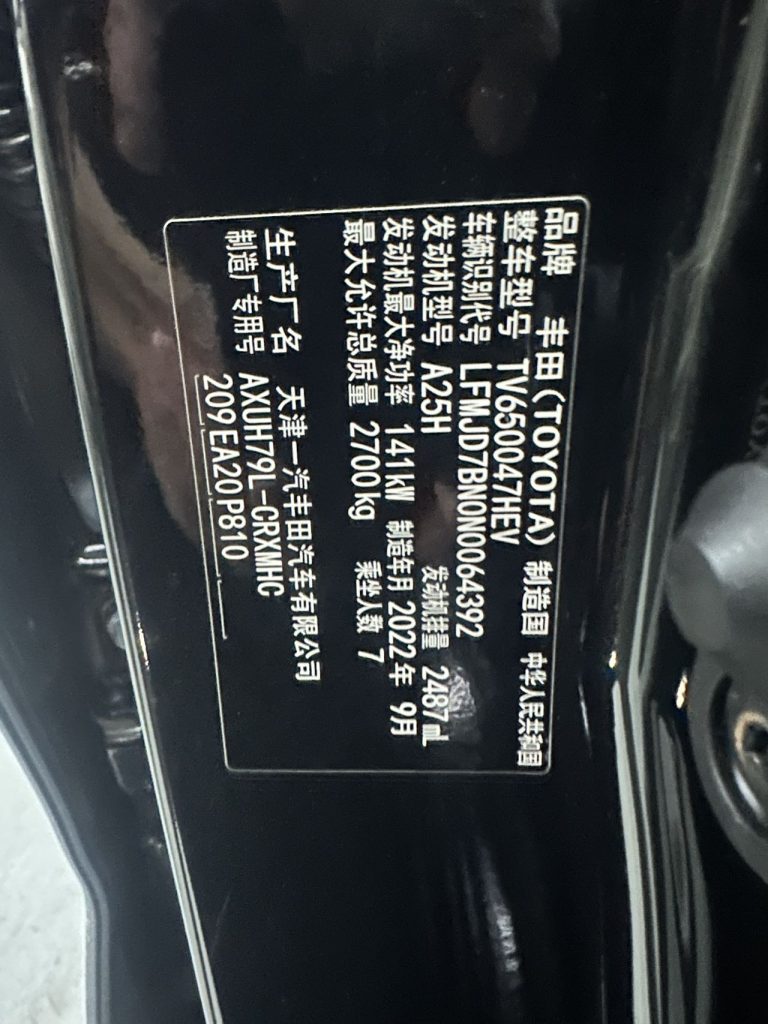 品牌 丰田(TOYOTA) 制造国 中华人民共和国
整车型号 TV650047HEV
车辆识别代号 LFMJD7BN0N0064392
发动机型号 A25H 发动机排量 2487mL
发动机最大净功率 141kW 制造年月 2022年 9月
最大允许总质量 2700kg 乘坐人数 7
生产厂名 天津一汽丰田汽车有限公司
制造厂专用号 AXUH79L-CRXMHC
209 EA20 P810